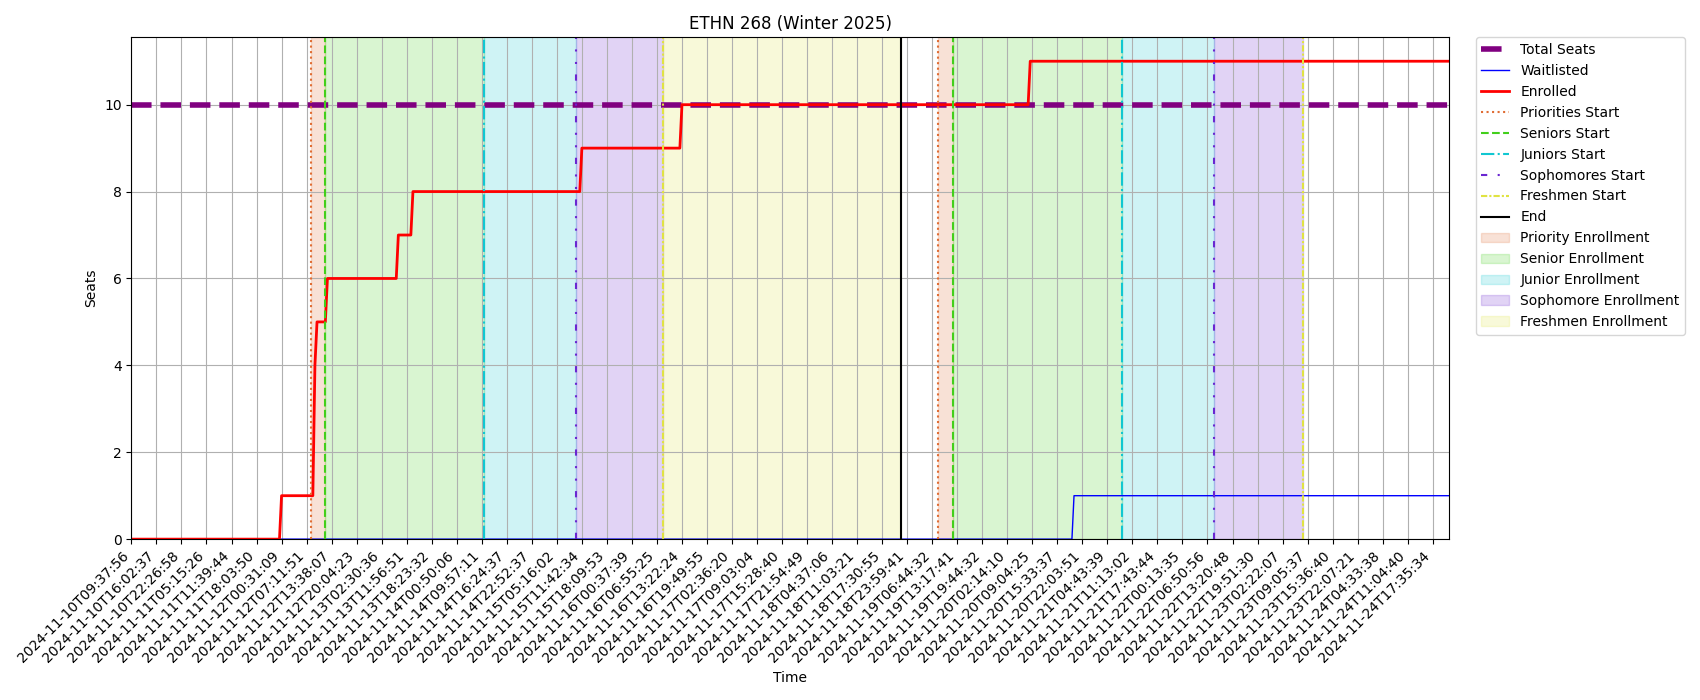 ETHN 268 (Winter 2025)
Seats
10
8
6
4
2
0
2024-11-10T09:37:56
2024-11-10T16:02:37
2024-11-10T22:26:58
2024-11-11T05:15:26
2024-11-11T11:39:44
2024-11-11T18:03:50
2024-11-12T00:31:09
2024-11-12T07:11:51
2024-11-12T13:38:07
2024-11-12T20:04:23
2024-11-13T02:30:36
2024-11-13T11:56:51
2024-11-13T18:23:32
2024-11-14T00:50:06
2024-11-14T09:57:11
2024-11-14T16:24:37
2024-11-14T22:52:37
2024-11-15T05:16:02
2024-11-15T11:42:34
2024-11-15T18:09:53
2024-11-16T00:37:39
2024-11-16T06:55:25
2024-11-16T13:22:24
2024-11-16T19:49:55
2024-11-17T02:36:20
2024-11-17T09:03:04
2024-11-17T15:28:40
2024-11-17T21:54:49
2024-11-18T04:37:06
2024-11-18T11:03:21
2024-11-18T17:30:55
2024-11-18T23:59:41
2024-11-19T06:44:32
2024-11-19T13:17:41
2024-11-19T19:44:32
2024-11-20T02:14:10
2024-11-20T09:04:25
2024-11-20T15:33:37
2024-11-20T22:03:51
2024-11-21T04:43:39
2024-11-21T11:13:02
2024-11-21T17:43:44
2024-11-22T00:13:35
2024-11-22T06:50:56
2024-11-22T13:20:48
2024-11-22T19:51:30
2024-11-23T02:22:07
2024-11-23T09:05:37
2024-11-23T15:36:40
2024-11-23T22:07:21
2024-11-24T04:33:38
2024-11-24T11:04:40
2024-11-24T17:35:34
Time
Total Seats
Waitlisted
Enrolled
Priorities Start
Seniors Start
Juniors Start
Sophomores Start
Freshmen Start
End
Priority Enrollment
Senior Enrollment
Junior Enrollment
Sophomore Enrollment
Freshmen Enrollment